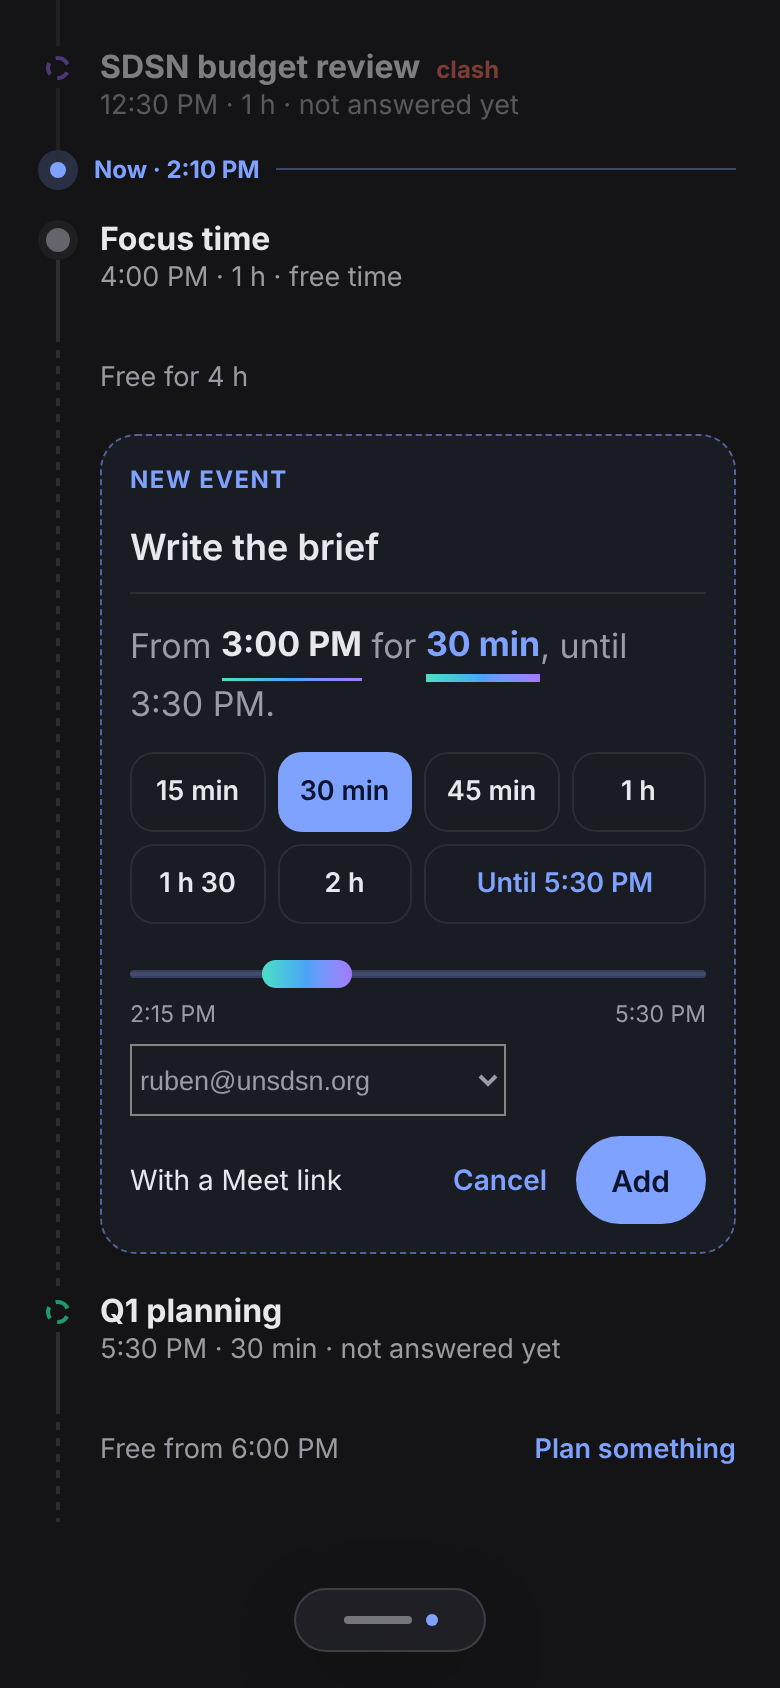 SDSN budget review clash
12:30 PM · 1 h · not answered yet
Now · 2:10 PM
Focus time
4:00 PM · 1 h · free time
Free for 4 h
NEW EVENT
Write the brief
From 3:00 PM for 30 min, until
3:30 PM.
15 min 30 min 45 min 1 h
1 h 30 2 h Until 5:30 PM
2:15 PM 5:30 PM
ruben@unsdsn.org
With a Meet link Cancel Add
Q1 planning
5:30 PM · 30 min · not answered yet
Free from 6:00 PM Plan something